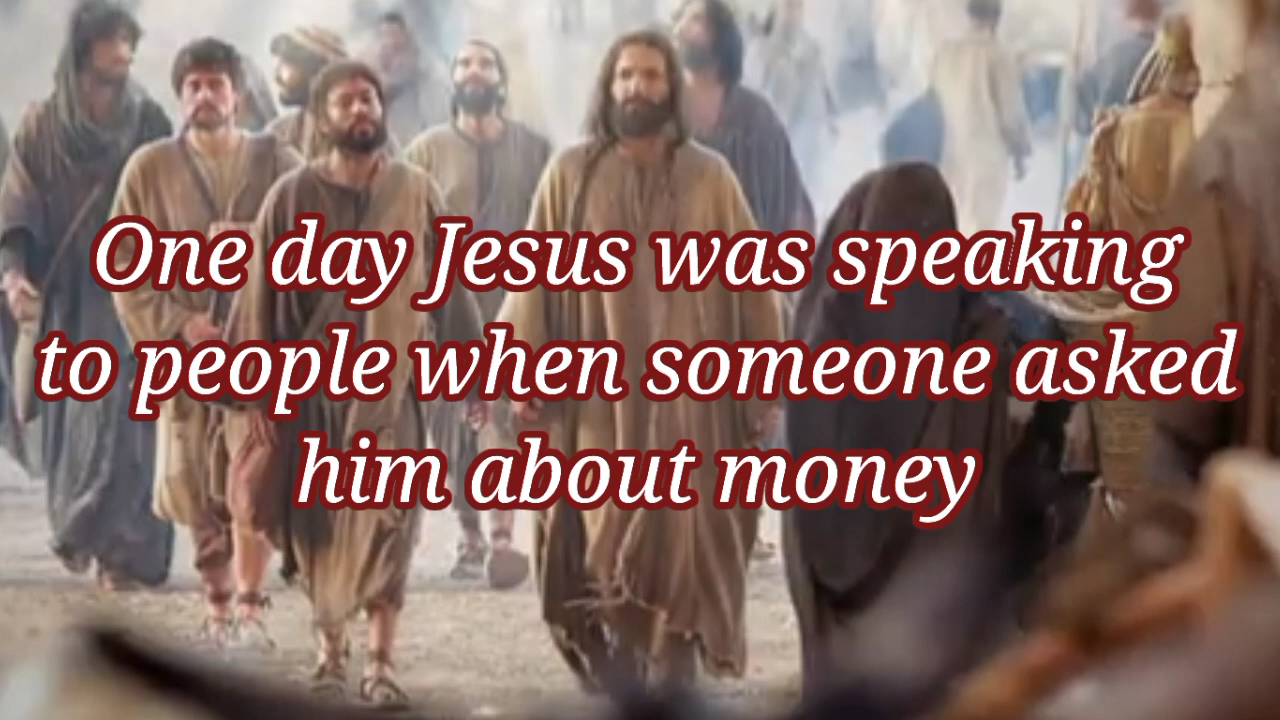 One day Jesus was speaking
to people when someone asked
him about money